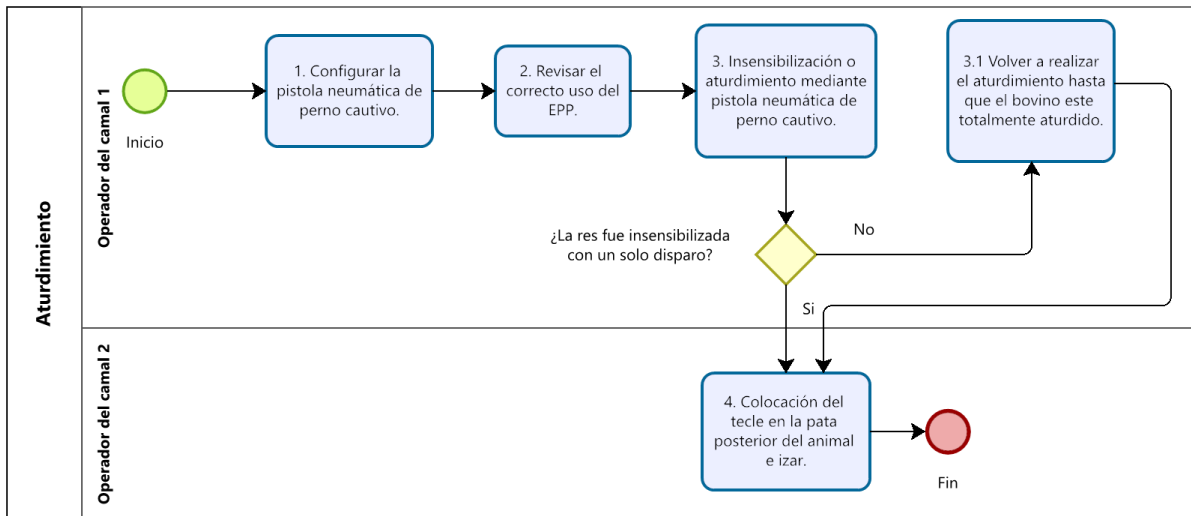 Aturdimiento
Operador del camal 1
Inicio
1. Configurar la
pistola neumática de
perno cautivo.
2. Revisar el
correcto uso del
EPP.
3. Insensibilización o
aturdimiento mediante
pistola neumática de
perno cautivo.
3.1 Volver a realizar
el aturdimiento hasta
que el bovino este
totalmente aturdido.
¿La res fue insensibilizada
con un solo disparo?
No
Si
Operador del camal 2
4. Colocación del
tecle en la pata
posterior del animal
e izar.
Fin